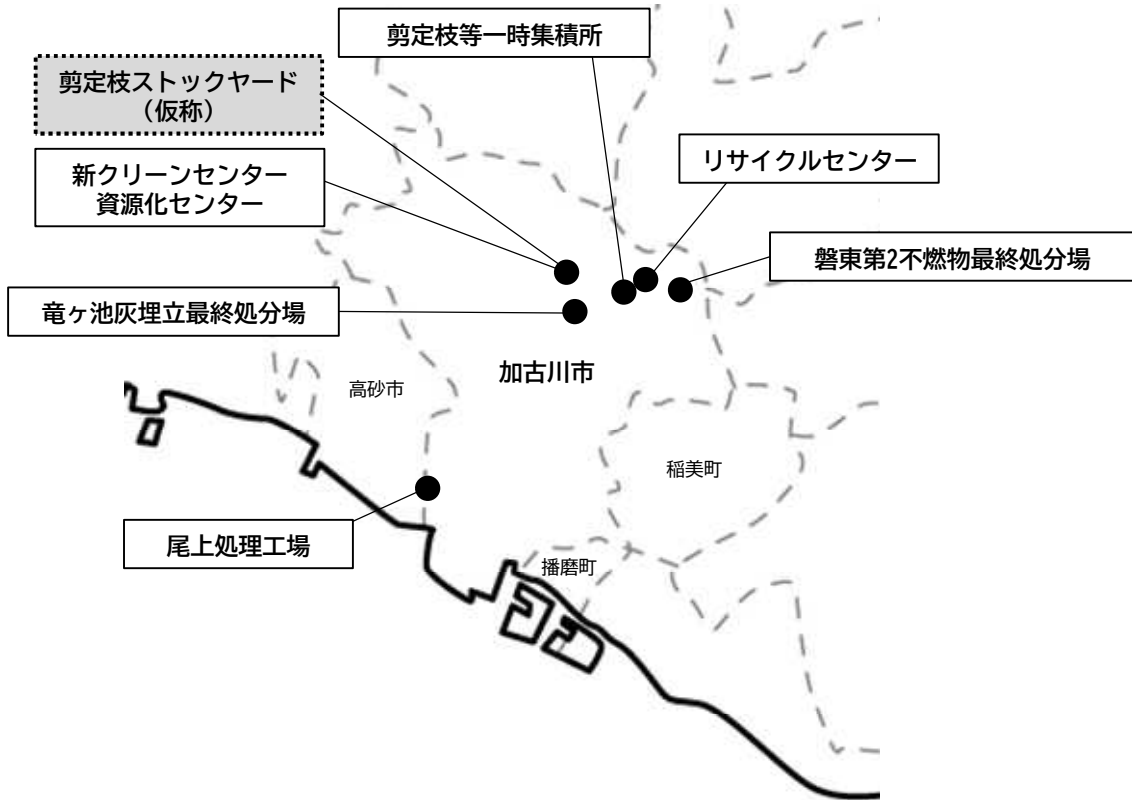 剪定枝等一時集積所
剪定枝ストックヤード
（仮称）
新クリーンセンター
資源化センター
リサイクルセンター
磐東第2不燃物最終処分場
竜ヶ池灰埋立最終処分場
加古川市
高砂市
稲美町
尾上処理工場
播磨町